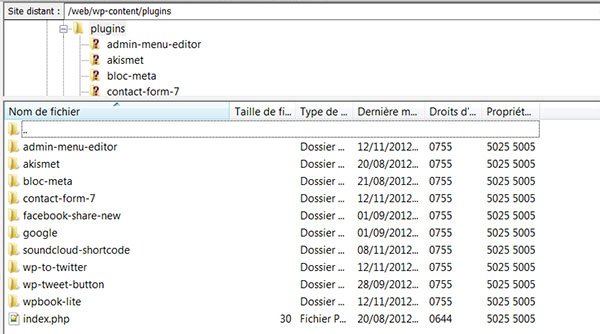 Site distant : /web/wp-content/plugins
plugins
admin-menu-editor
akismet
bloc-meta
contact-form-7
Nom de fichier Taille de fi... Type de ... Dernière m... Droits d'... Propriét...
..
admin-menu-editor Dossier ... 12/11/2012... 0755 5025 5005
akismet Dossier ... 20/08/2012... 0755 5025 5005
bloc-meta Dossier ... 21/08/2012... 0755 5025 5005
contact-form-7 Dossier ... 12/11/2012... 0755 5025 5005
facebook-share-new Dossier ... 01/09/2012... 0755 5025 5005
google Dossier ... 01/09/2012... 0755 5025 5005
soundcloud-shortcode Dossier ... 08/11/2012... 0755 5025 5005
wp-to-twitter Dossier ... 12/11/2012... 0755 5025 5005
wp-tweet-button Dossier ... 28/09/2012... 0755 5025 5005
wpbook-lite Dossier ... 12/11/2012... 0755 5025 5005
index.php 30 Fichier P... 20/08/2012... 0644 5025 5005